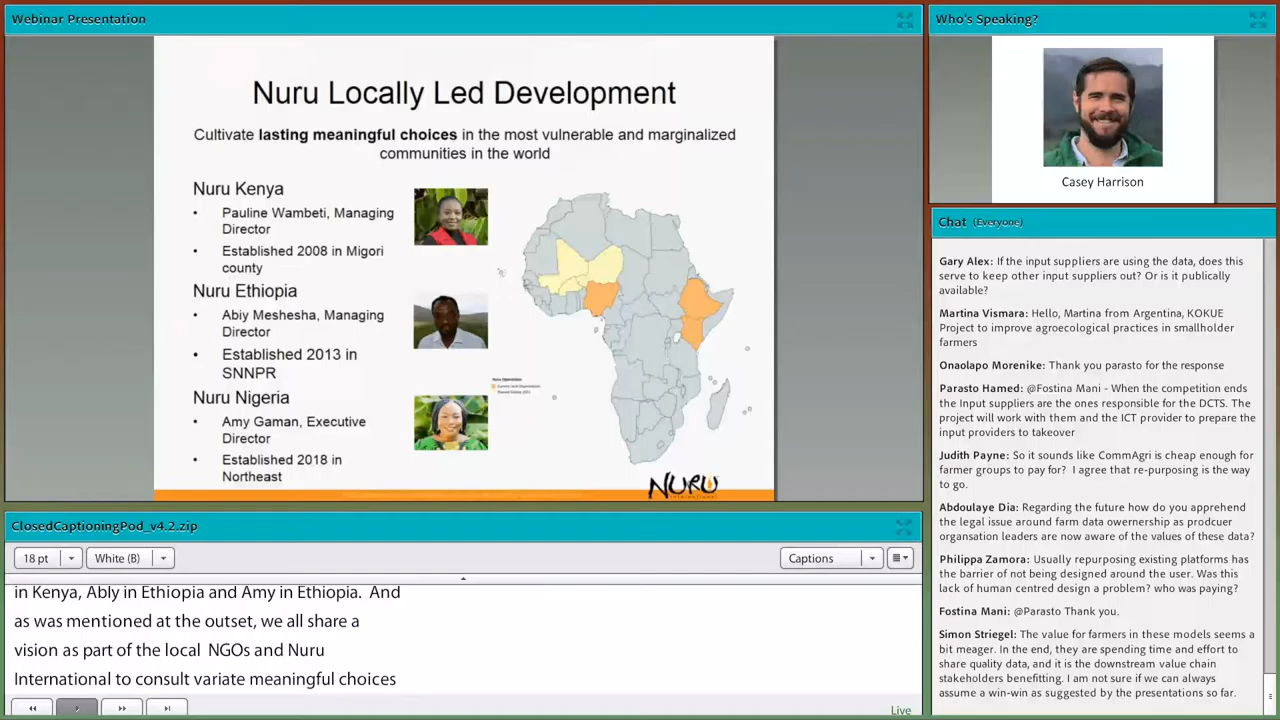 Webinar Presentation
Nuru Locally Led Development
Cultivate lasting meaningful choices in the most vulnerable and marginalized
communities in the world
Nuru Kenya
• Pauline Wambeti, Managing
Director
• Established 2008 in Migori
county
Nuru Ethiopia
• Abiy Meshesha, Managing
Director
• Established 2013 in
SNNPR
Nuru Nigeria
• Amy Gaman, Executive
Director
• Established 2018 in
Northeast
NURU
INTERNATIONAL
ClosedCaptioningPod_v4.2.zip
18 pt
White (B)
Captions
in Kenya, Ably in Ethiopia and Amy in Ethiopia. And
as was mentioned at the outset, we all share a
vision as part of the local NGOs and Nuru
International to consult variate meaningful choices
Live
Who's Speaking?
Casey Harrison
Chat (Everyone)
Gary Alex: If the input suppliers are using the data, does this
serve to keep other input suppliers out? Or is it publically
available?
Martina Vismara: Hello, Martina from Argentina, KOKUE
Project to improve agroecological practices in smallholder
farmers
Onaolapo Morenike: Thank you parasto for the response
Parasto Hamed: @Fostina Mani - When the competition ends
the Input suppliers are the ones responsible for the DCTS. The
project will work with them and the ICT provider to prepare the
input providers to takeover
Judith Payne: So it sounds like CommAgri is cheap enough for
farmer groups to pay for? I agree that re-purposing is the way
to go.
Abdoulaye Dia: Regarding the future how do you apprehend
the legal issue around farm data owernership as prodcuer
organsation leaders are now aware of the values of these data?
Philippa Zamora: Usually repurposing existing platforms has
the barrier of not being designed around the user. Was this
lack of human centred design a problem? who was paying?
Fostina Mani: @Parasto Thank you.
Simon Striegel: The value for farmers in these models seems a
bit meager. In the end, they are spending time and effort to
share quality data, and it is the downstream value chain
stakeholders benefitting. I am not sure if we can always
assume a win-win as suggested by the presentations so far.